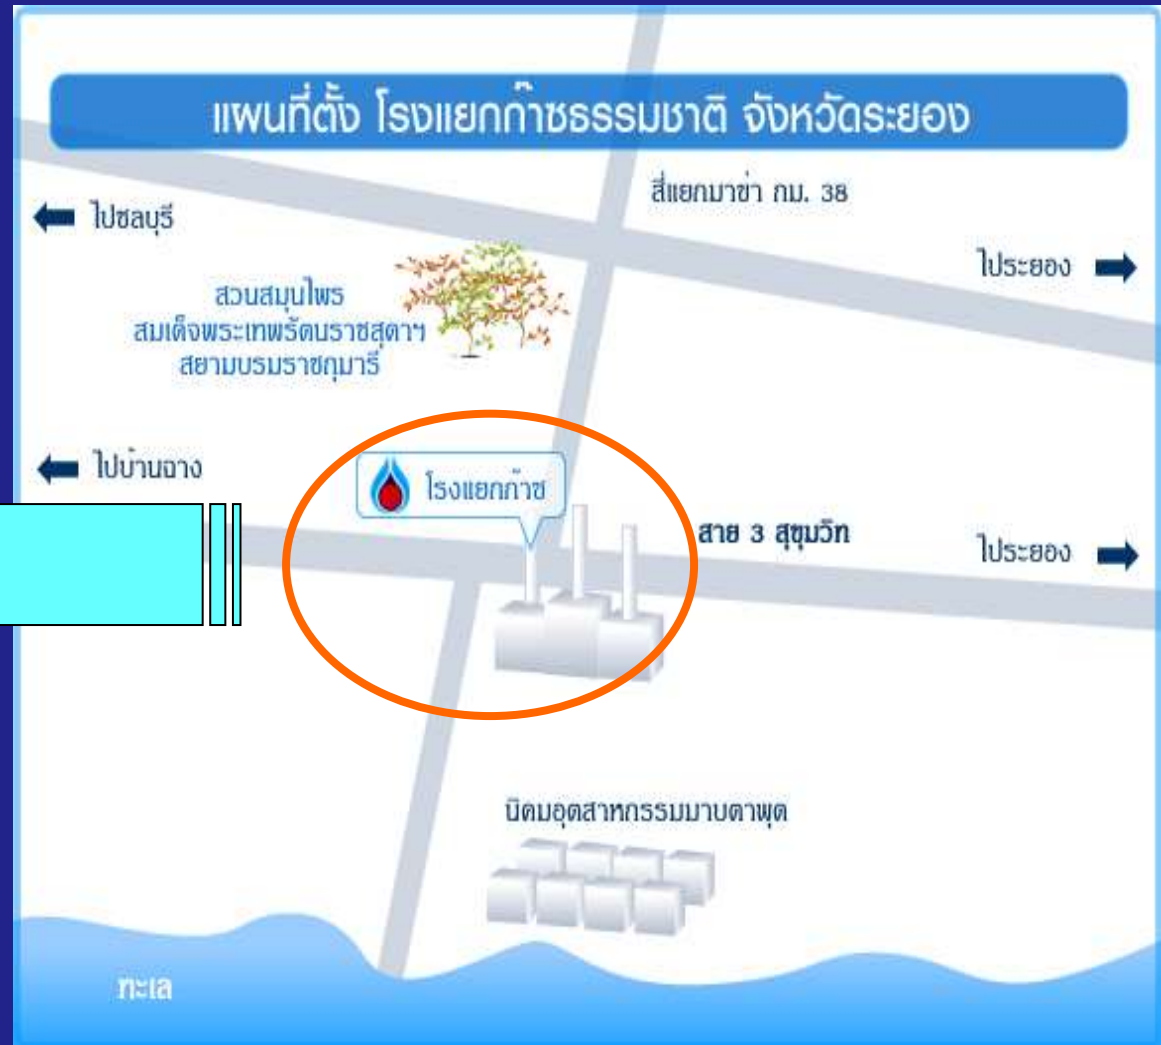 แผนที่ตั้ง โรงแยกก๊าซธรรมชาติ จังหวัดระยอง
สี่แยกมาข่า กม. 38
ไปชลบุรี
ไประยอง
สวนสมุนไพร
สมเด็จพระเทพรัตนราชสุดาฯ
สยามบรมราชกุมารี
ไปบ้านฉาง
โรงแยกก๊าซ
สาย 3 สุขุมวิท
ไประยอง
นิคมอุตสาหกรรมมาบตาพุด
ทะเล